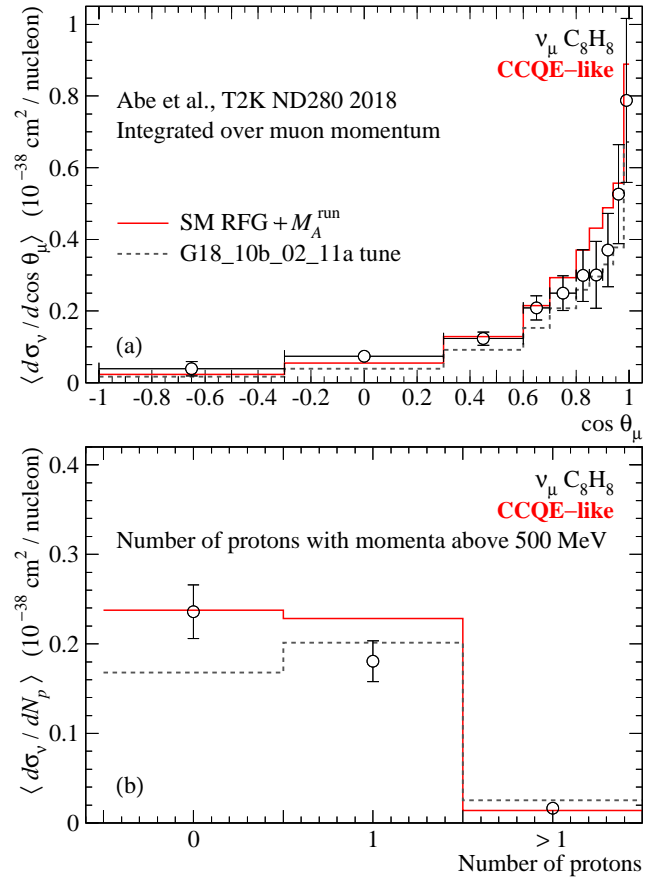 1
0.8
0.6
0.4
0.2
0
⟨ dσ_ν / dcos θ_μ ⟩ (10^−38 cm^2 / nucleon)
ν_μ C_8H_8
CCQE−like
Abe et al., T2K ND280 2018
Integrated over muon momentum
SM RFG + M_A^run
G18_10b_02_11a tune
(a)
-1 -0.8 -0.6 -0.4 -0.2 0 0.2 0.4 0.6 0.8 1
cos θ_μ
0.4
0.3
0.2
0.1
0
⟨ dσ_ν / dN_p ⟩ (10^−38 cm^2 / nucleon)
ν_μ C_8H_8
CCQE−like
Number of protons with momenta above 500 MeV
(b)
0 1 > 1
Number of protons